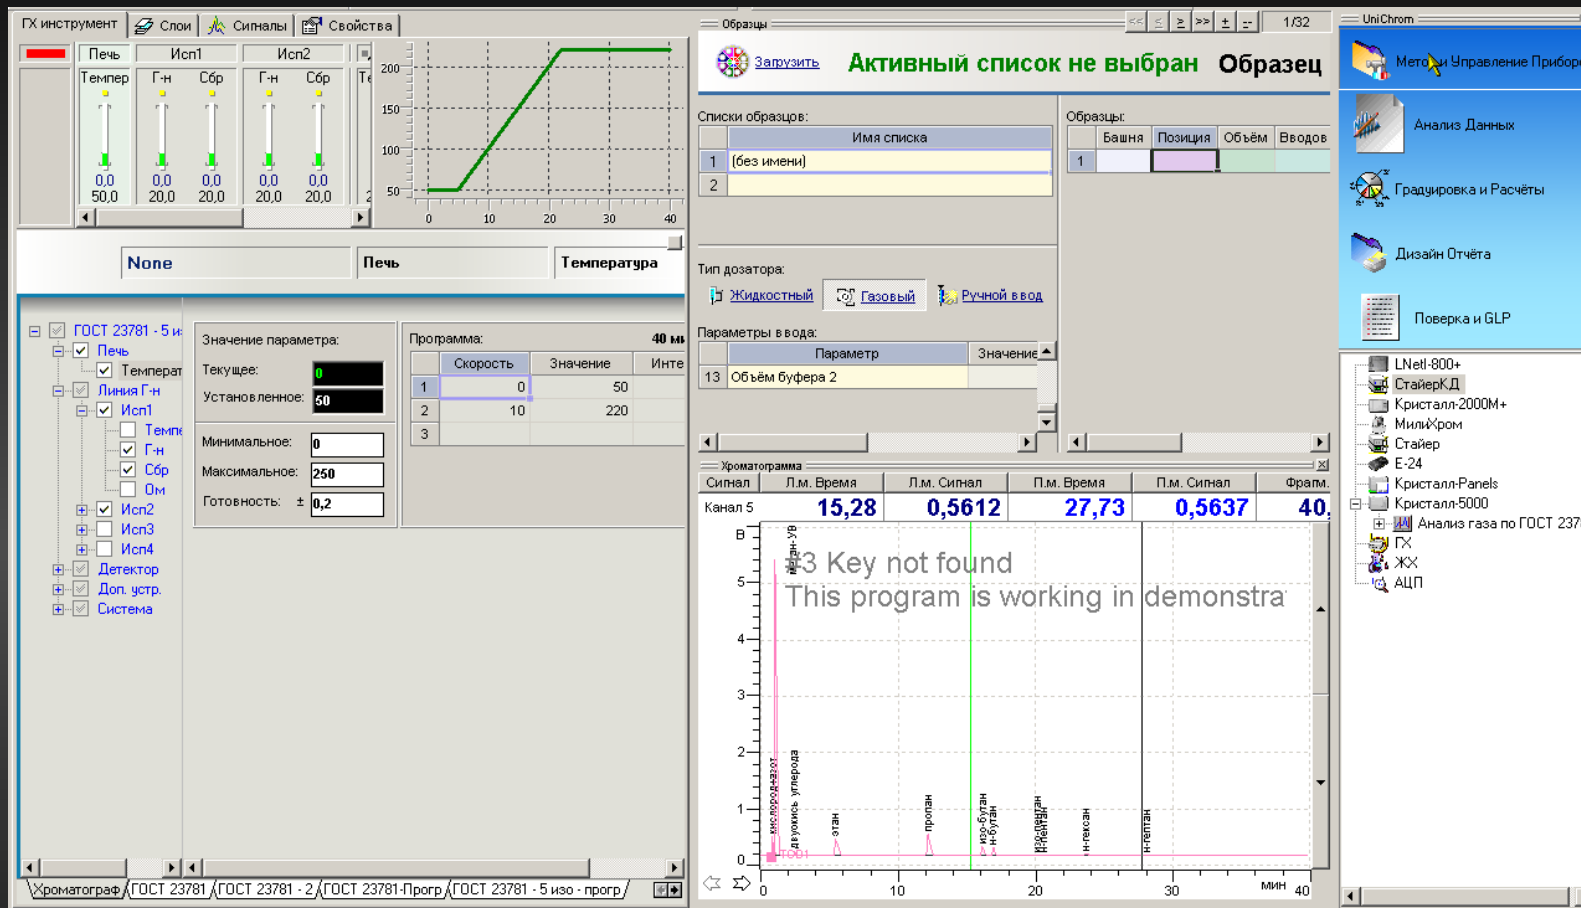 ГХ инструмент
Слои
Сигналы
Свойства
Печь
Исп1
Исп2
Темпер
Г-н
Сбр
Г-н
Сбр
0,0
0,0
0,0
0,0
0,0
50,0
20,0
20,0
20,0
20,0
200
150
100
50
0
10
20
30
40
None
Печь
Температура
ГОСТ 23781 - 5 и
Печь
Температ
Линия Г-н
Исп1
Темпе
Г-н
Сбр
Ом
Исп2
Исп3
Исп4
Детектор
Доп. устр.
Система
Значение параметра:
Текущее:
0
Установленное:
50
Минимальное:
0
Максимальное:
250
Готовность: ±
0,2
Программа:
40 ми
Скорость
Значение
Инте
1
0
50
2
10
220
3
Хроматограф
ГОСТ 23781
ГОСТ 23781 - 2
ГОСТ 23781-Прогр
ГОСТ 23781 - 5 изо - прогр
Образцы
<<
<
>
>>
+
--
1/32
Загрузить
Активный список не выбран
Образец
Списки образцов:
Имя списка
1
(без имени)
2
Образцы:
Башня
Позиция
Объём
Вводов
1
Тип дозатора:
Жидкостный
Газовый
Ручной ввод
Параметры ввода:
Параметр
Значение
13
Объём буфера 2
Хроматограмма
Сигнал
Л.м. Время
Л.м. Сигнал
П.м. Время
П.м. Сигнал
Фрагм.
Канал 5
15,28
0,5612
27,73
0,5637
40,
В
5
4
3
2
1
0
#3 Key not found
This program is working in demonstra
метан-УВ
кислород+азот
двуокись углерода
этан
пропан
изо-бутан
н-бутан
изо-пентан
н-пентан
н-гексан
н-гептан
TCD1
0
10
20
30
мин
40
UniChrom
Анализ Данных
Градуировка и Расчёты
Дизайн Отчёта
Поверка и GLP
LNetI-800+
СтайерКД
Кристалл-2000М+
МилиХром
Стайер
Е-24
Кристалл-Panels
Кристалл-5000
Анализ газа по ГОСТ 237
ГХ
ЖХ
АЦП